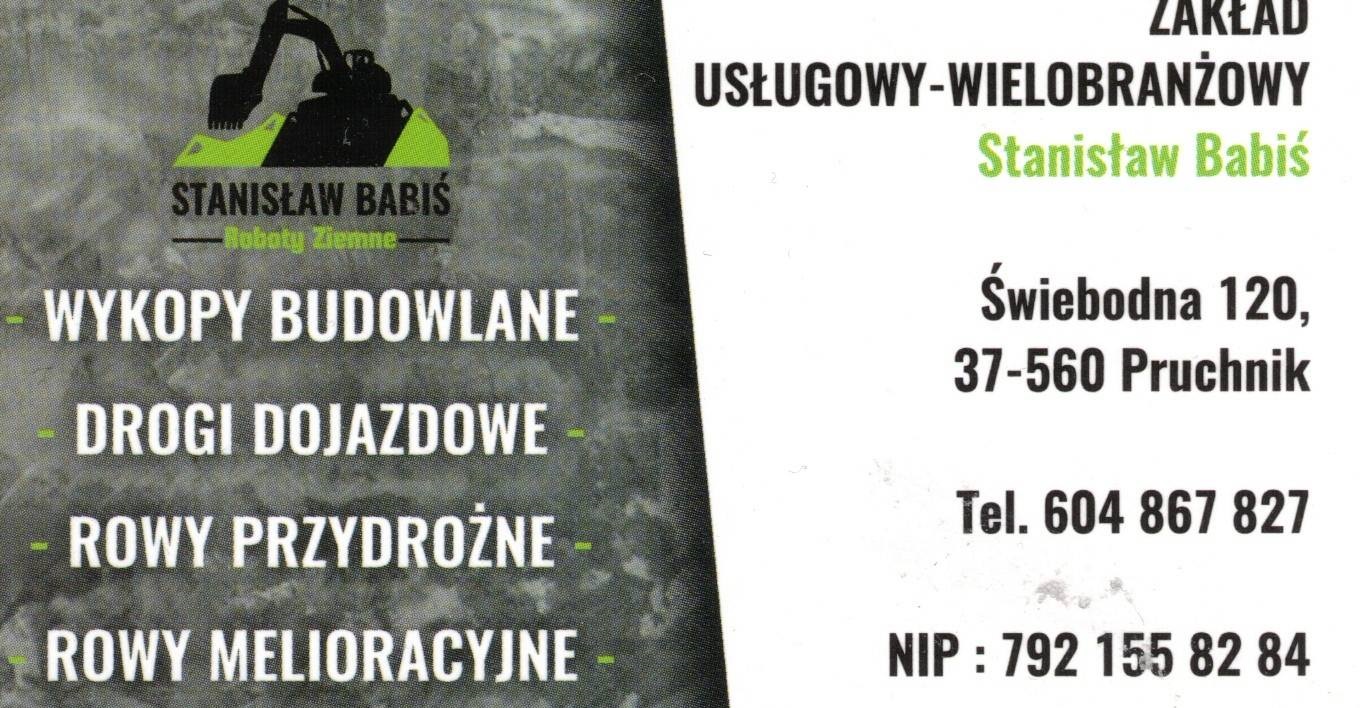 STANISŁAW BABIŚ
Roboty Ziemne
- WYKOPY BUDOWLANE -
- DROGI DOJAZDOWE -
- ROWY PRZYDROŻNE -
- ROWY MELIORACYJNE -
ZAKŁAD
USŁUGOWY-WIELOBRANŻOWY
Stanisław Babiś
Świebodna 120,
37-560 Pruchnik
Tel. 604 867 827
NIP : 792 155 82 84